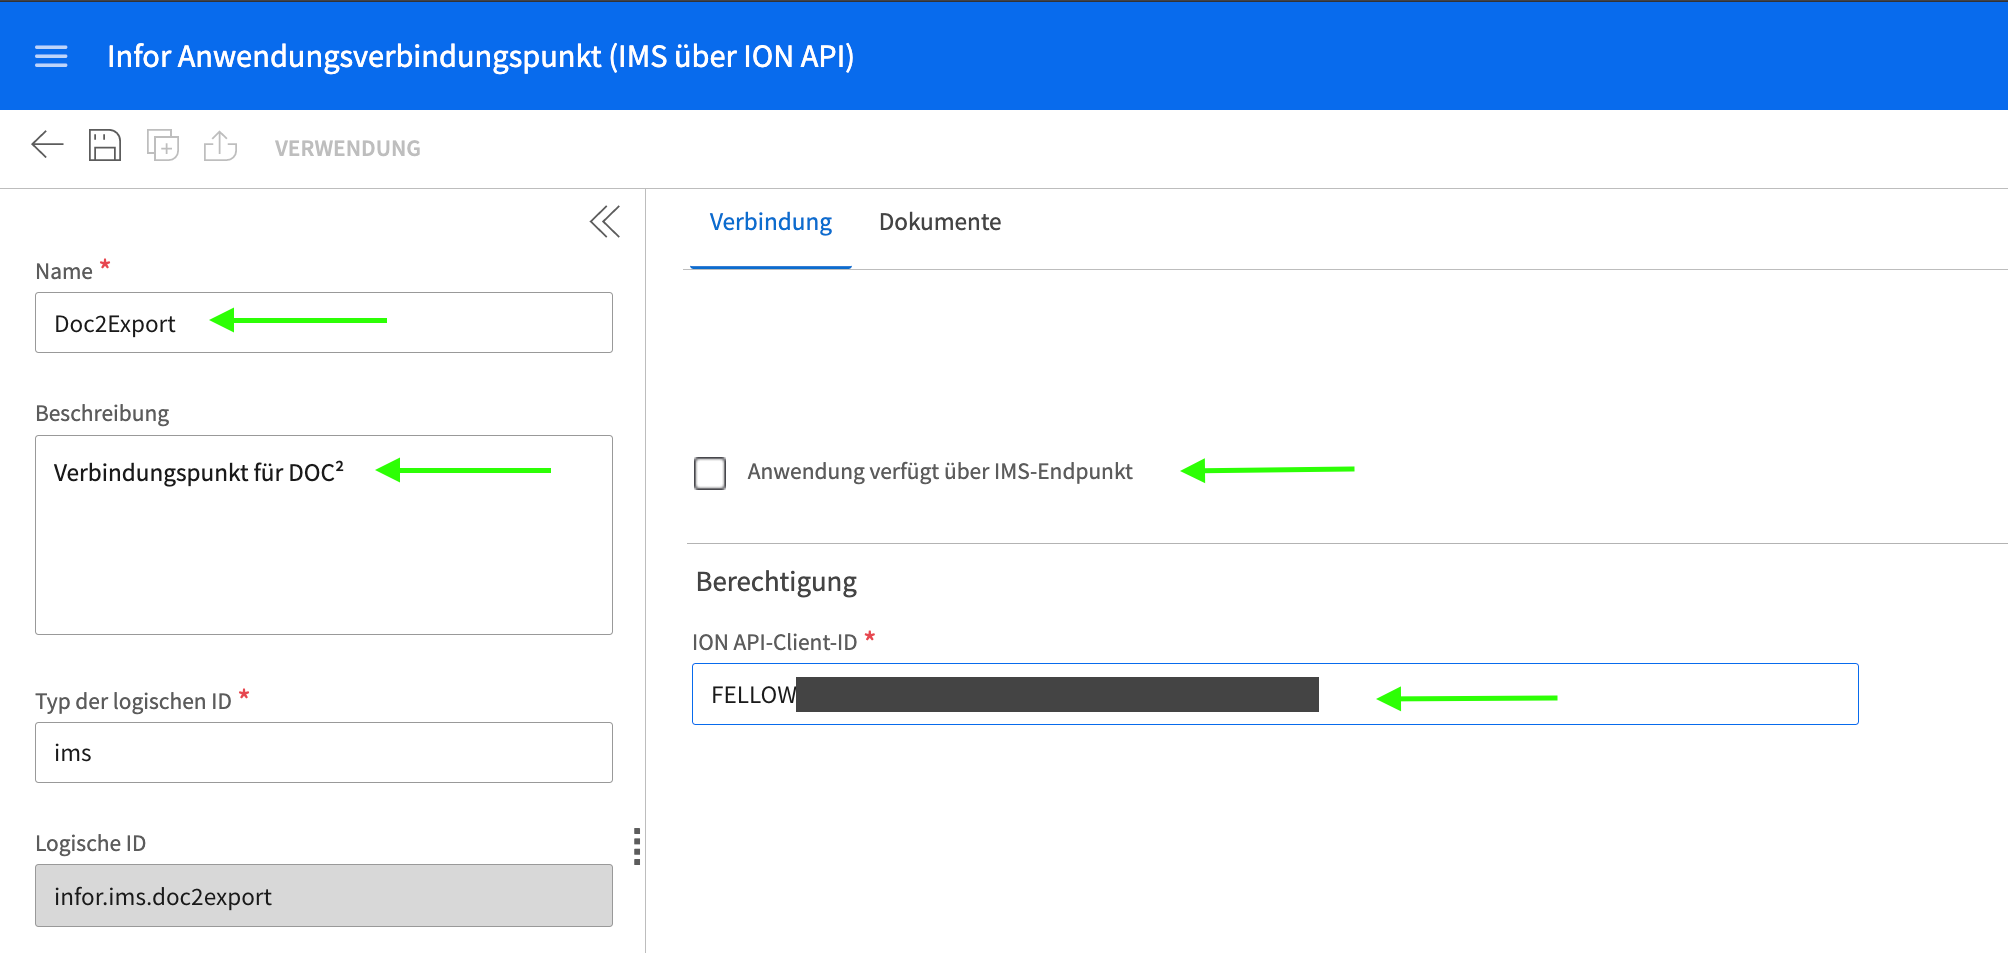 Infor Anwendungsverbindungspunkt (IMS über ION API)
VERWENDUNG
Name *
Doc2Export
Beschreibung
Verbindungspunkt für DOC²
Typ der logischen ID *
ims
Logische ID
infor.ims.doc2export
Verbindung Dokumente
Anwendung verfügt über IMS-Endpunkt
Berechtigung
ION API-Client-ID *
FELLOW